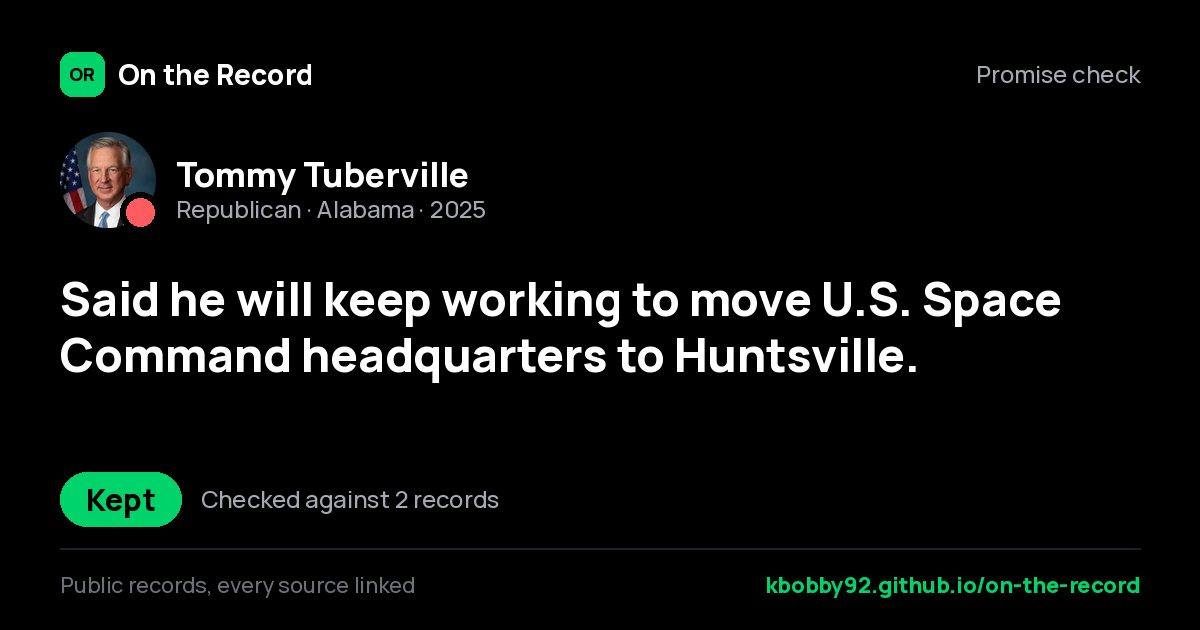 OR On the Record
Promise check
Tommy Tuberville
Republican · Alabama · 2025
Said he will keep working to move U.S. Space
Command headquarters to Huntsville.
Kept Checked against 2 records
Public records, every source linked
kbobby92.github.io/on-the-record